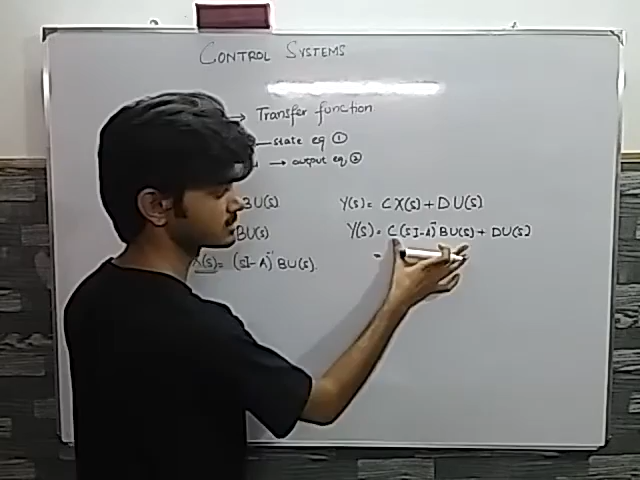 CONTROL SYSTEMS
→ Transfer function
state eq ①
→ output eq ②
BU(s)
Y(s) = CX(s) + DU(s)
BU(s)
Y(s) = C(sI-A)⁻¹BU(s) + DU(s)
X(s) = (sI-A)⁻¹BU(s).
=